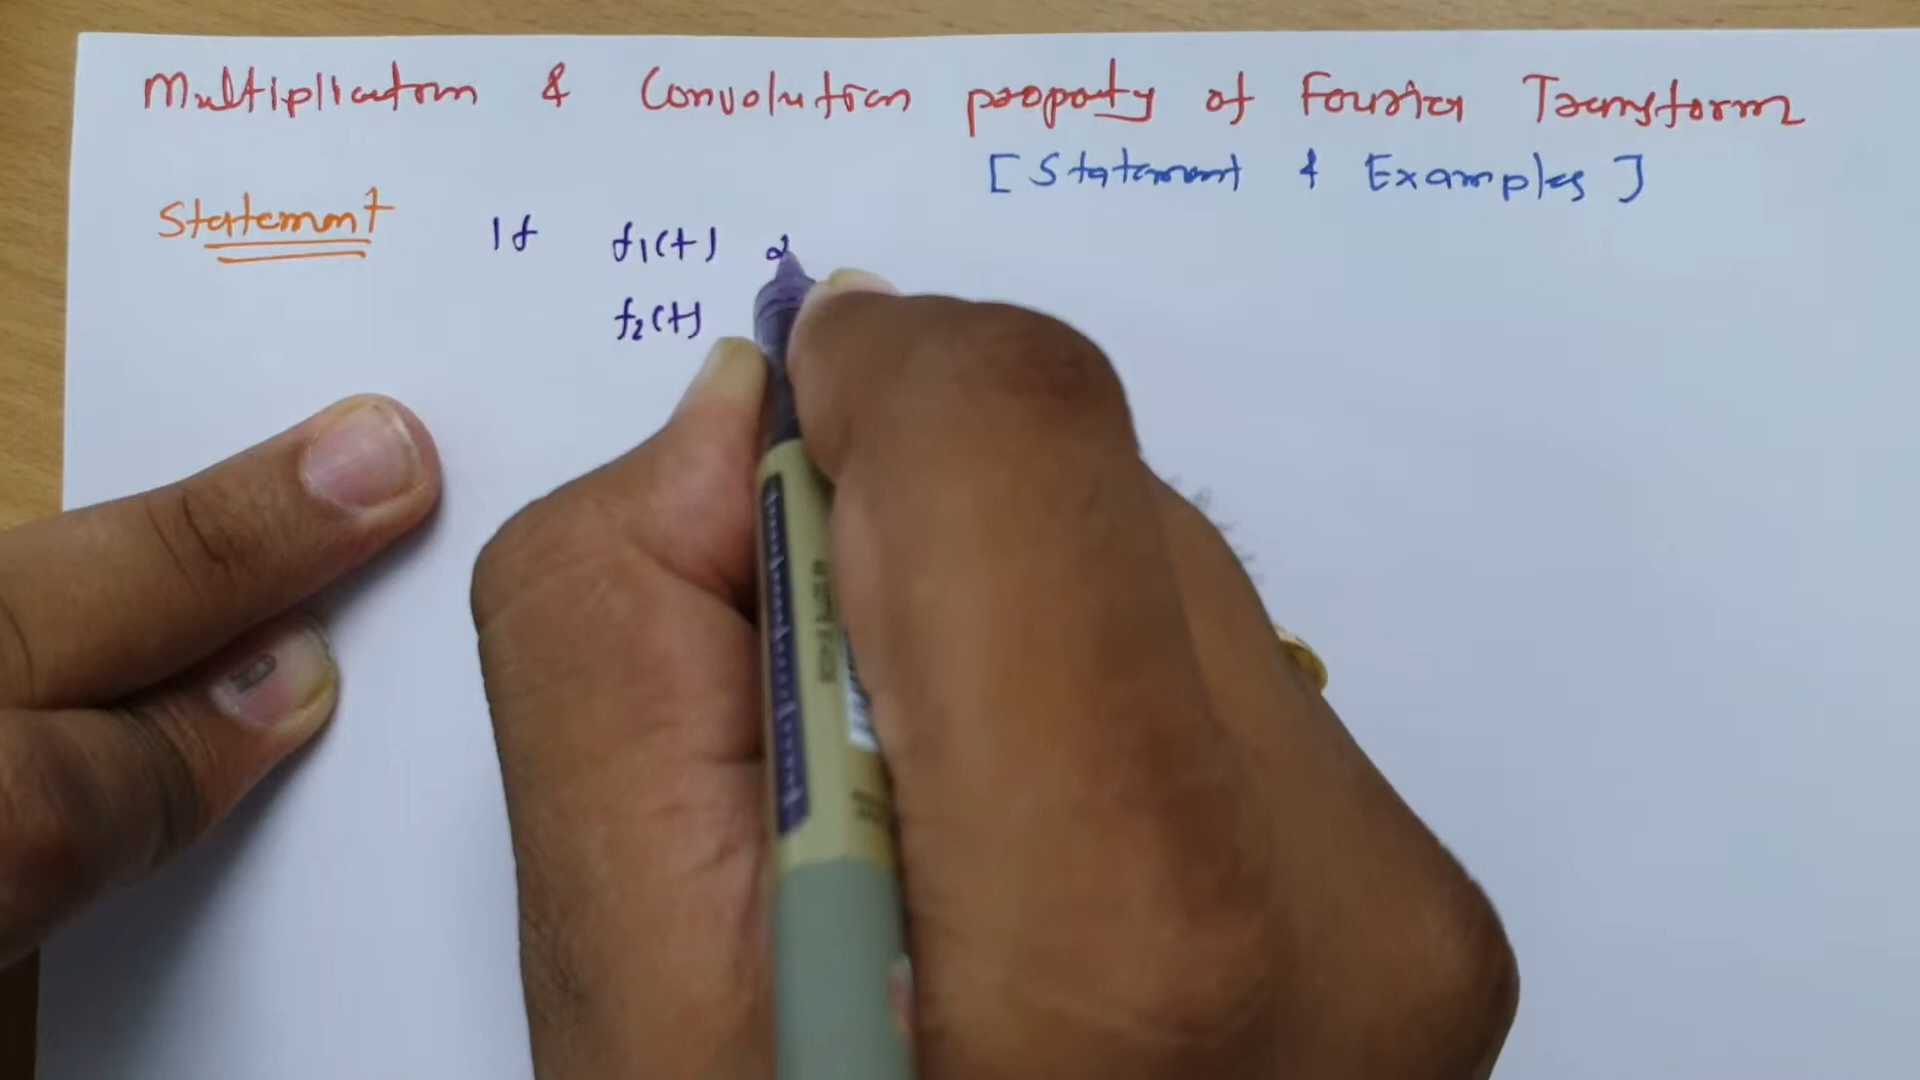 Multiplication & Convolution property of Fourier Transform
[Statement & Examples]
Statement If f1(t)
f2(t)